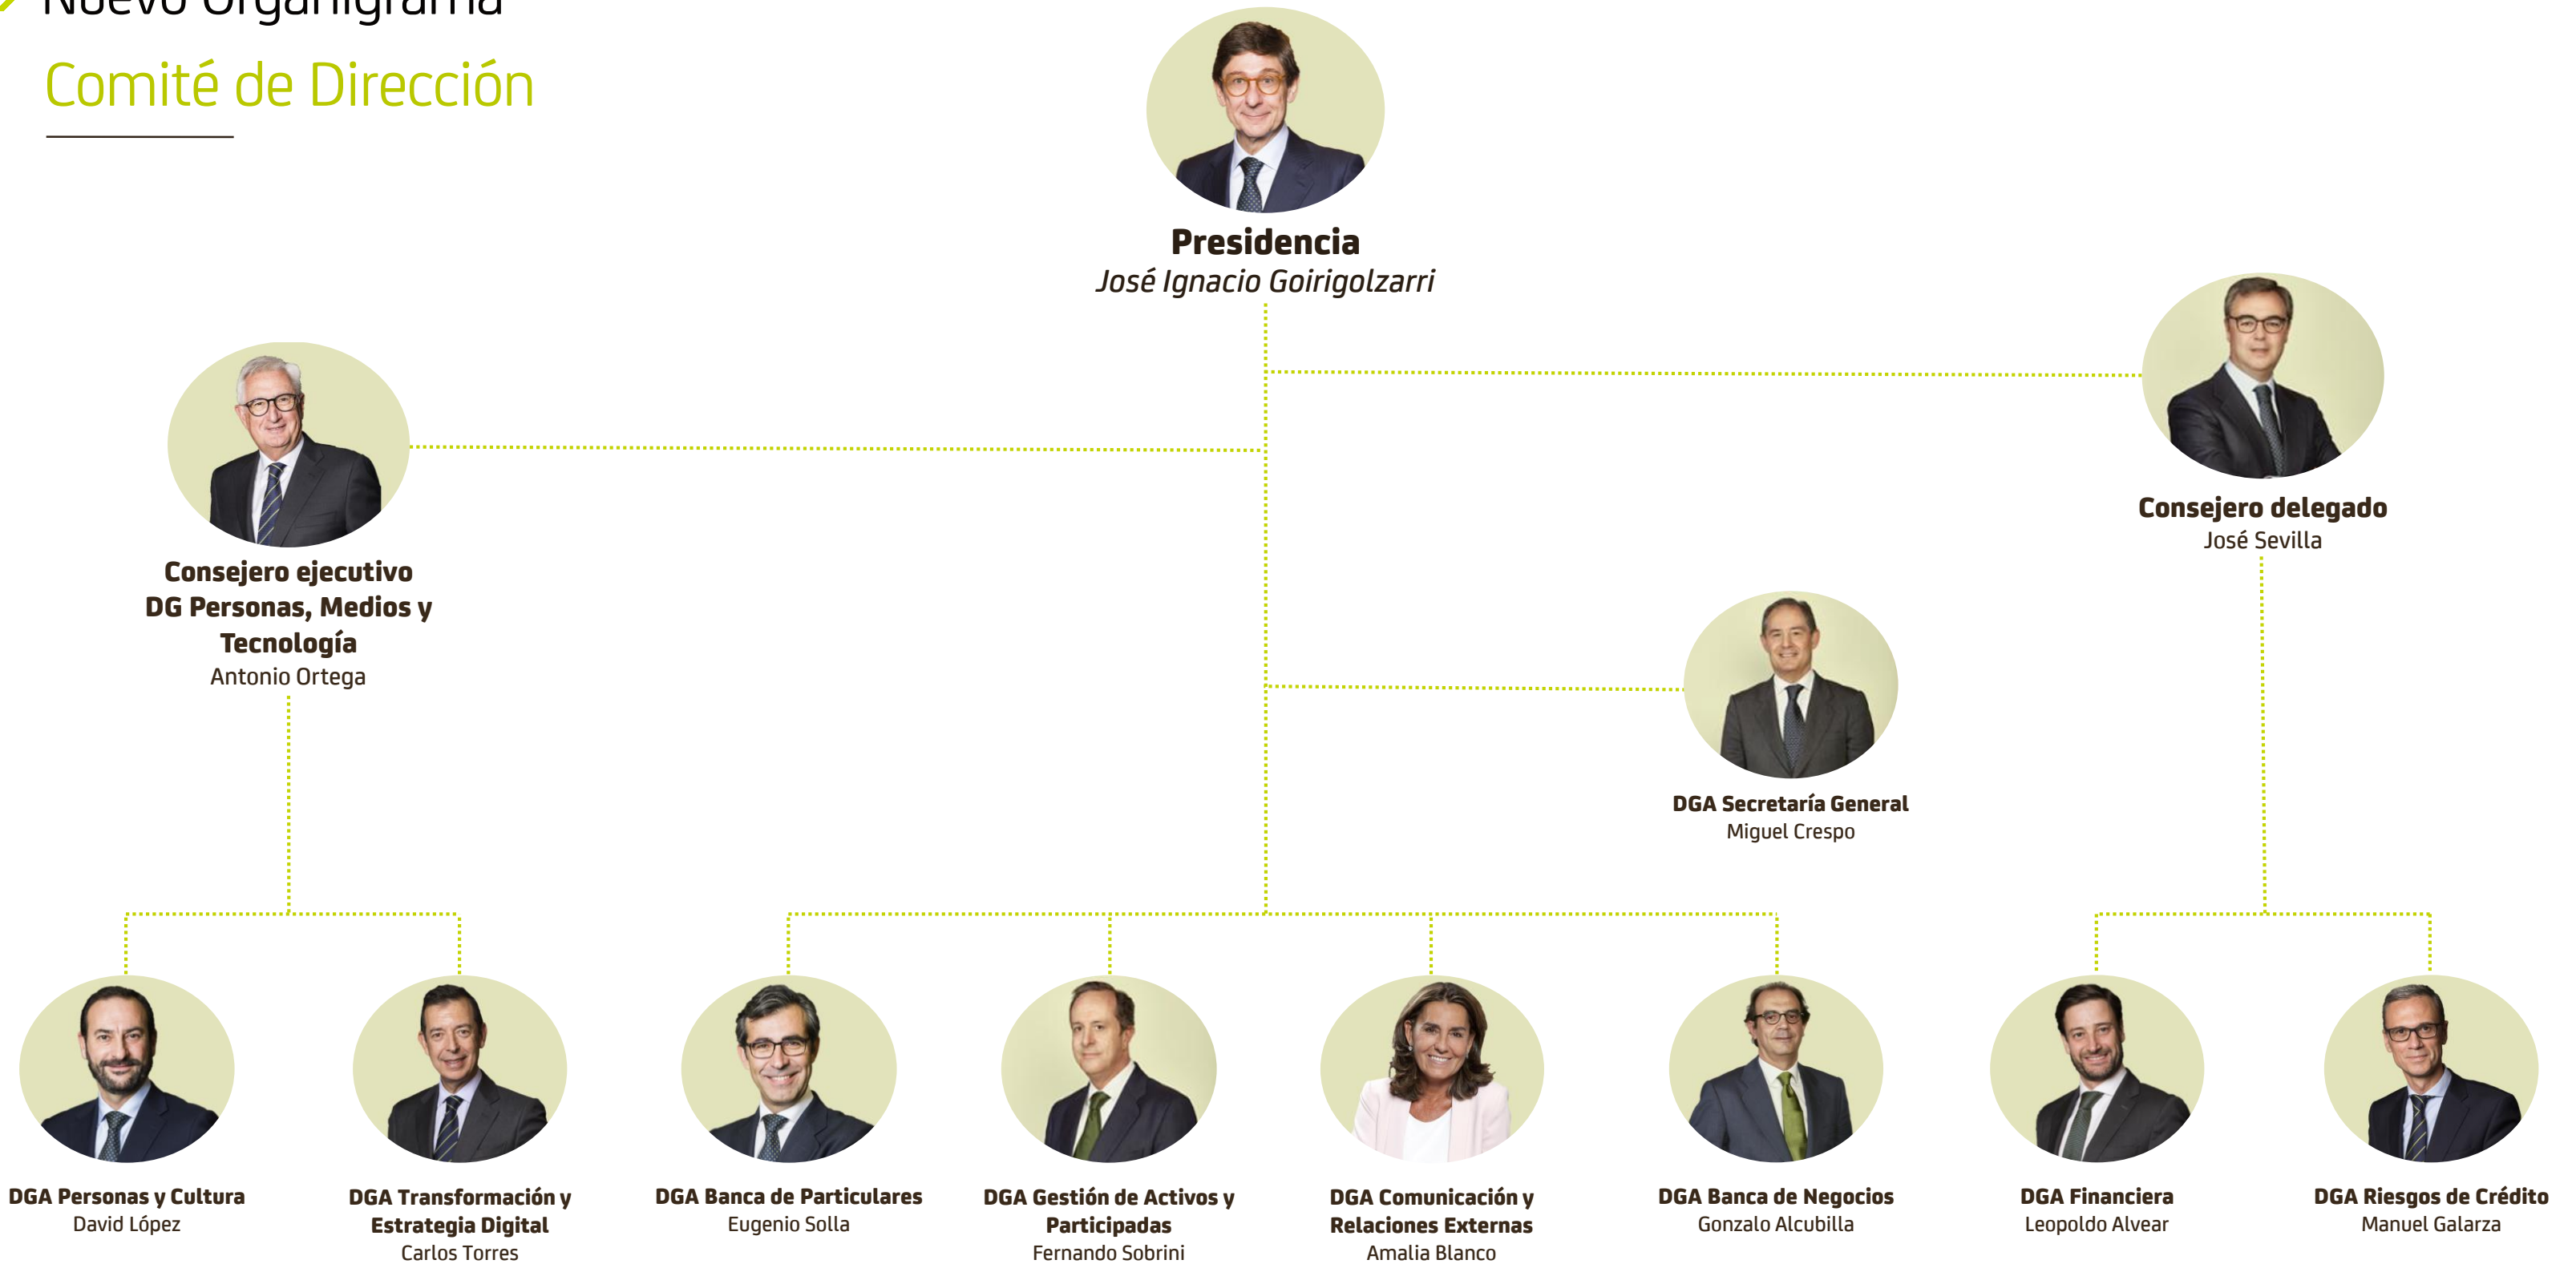 Nuevo Organigrama
Comité de Dirección
Presidencia
José Ignacio Goirigolzarri
Consejero delegado
José Sevilla
Consejero ejecutivo
DG Personas, Medios y
Tecnología
Antonio Ortega
DGA Secretaría General
Miguel Crespo
DGA Personas y Cultura
David López
DGA Transformación y
Estrategia Digital
Carlos Torres
DGA Banca de Particulares
Eugenio Solla
DGA Gestión de Activos y
Participadas
Fernando Sobrini
DGA Comunicación y
Relaciones Externas
Amalia Blanco
DGA Banca de Negocios
Gonzalo Alcubilla
DGA Financiera
Leopoldo Alvear
DGA Riesgos de Crédito
Manuel Galarza